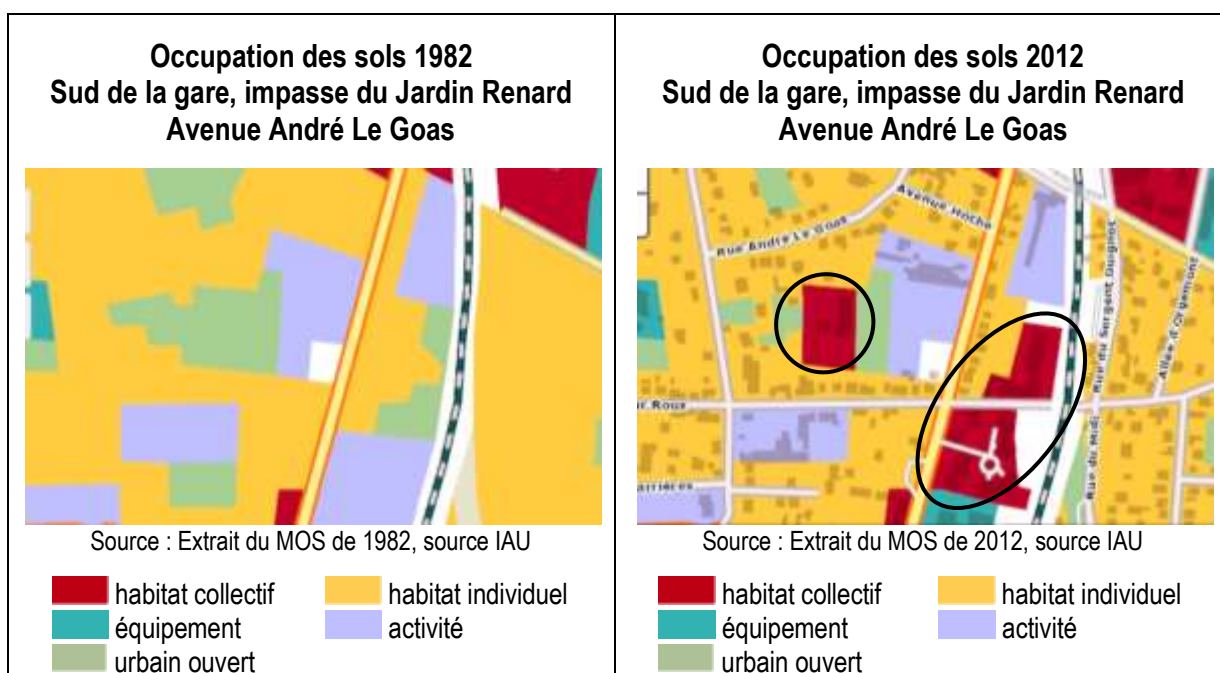 Occupation des sols 1982
Sud de la gare, impasse du Jardin Renard
Avenue André Le Goas
Source : Extrait du MOS de 1982, source IAU
habitat collectif
habitat individuel
équipement
activité
urbain ouvert
Occupation des sols 2012
Sud de la gare, impasse du Jardin Renard
Avenue André Le Goas
Avenue Hoche
Rue André Le Goas
Rue du Sergent Guignot
Allée d'Orgemont
Roux
Rue du Midi
Source : Extrait du MOS de 2012, source IAU
habitat collectif
habitat individuel
équipement
activité
urbain ouvert